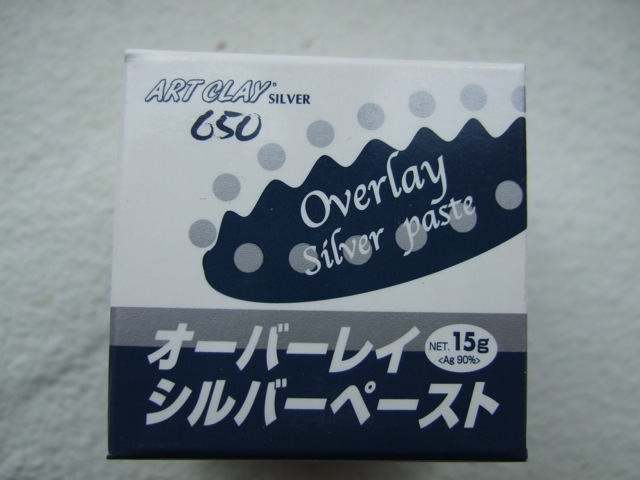 ART CLAY® SILVER
650
Overlay
Silver paste
オーバーレイ
シルバーペースト
NET. 15g
<Ag 90%>